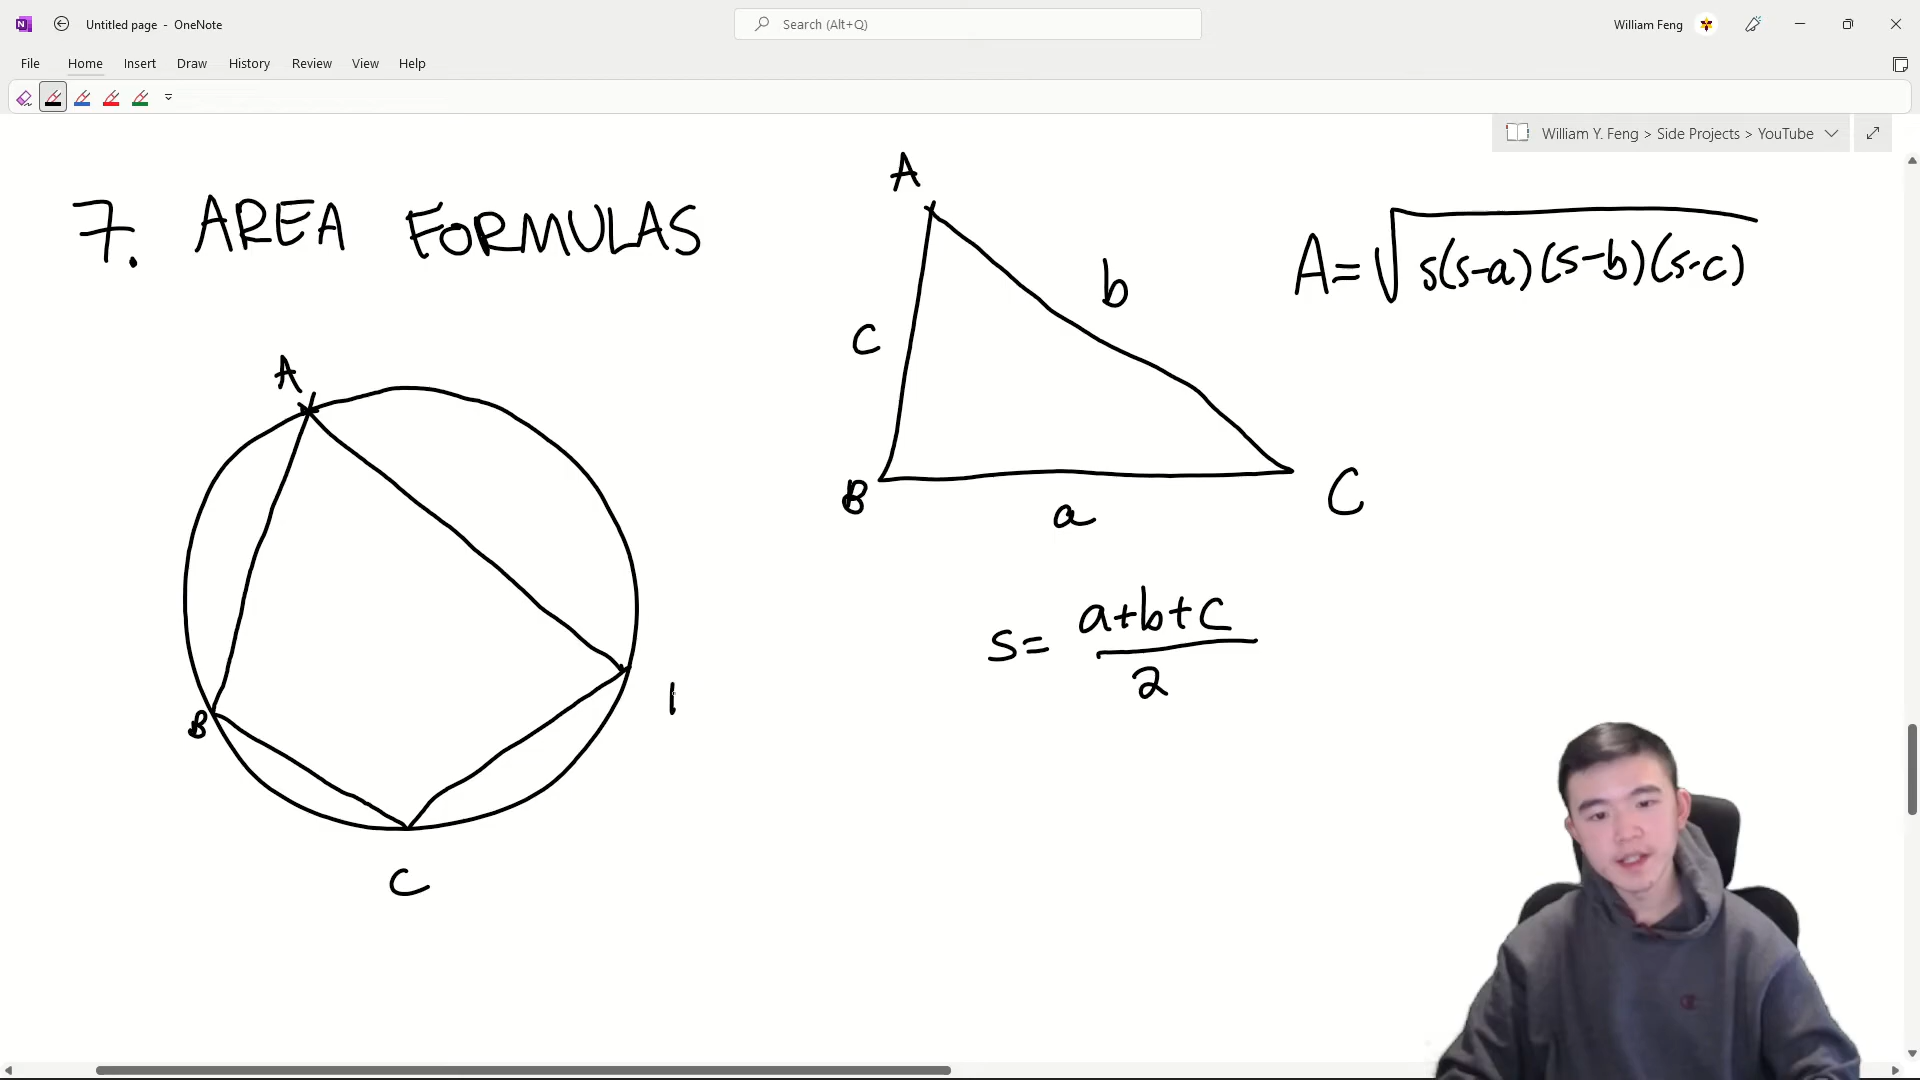 Untitled page - OneNote
Search (Alt+Q)
William Feng
File Home Insert Draw History Review View Help
William Y. Feng > Side Projects > YouTube
7. AREA FORMULAS
A
b
c
B
a
C
A=√s(s-a)(s-b)(s-c)
s= a+b+c
2
A
B
C